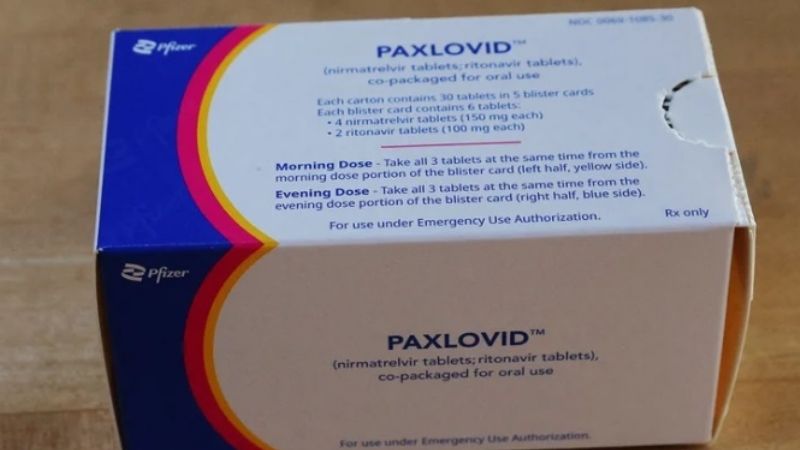 Pfizer
NDC 0069-1085-30
PAXLOVID™
(nirmatrelvir tablets; ritonavir tablets),
co-packaged for oral use
Each carton contains 30 tablets in 5 blister cards
Each blister card contains 6 tablets:
• 4 nirmatrelvir tablets (150 mg each)
• 2 ritonavir tablets (100 mg each)
Morning Dose - Take all 3 tablets at the same time from the
morning dose portion of the blister card (left half, yellow side).
Evening Dose - Take all 3 tablets at the same time from the
evening dose portion of the blister card (right half, blue side).
For use under Emergency Use Authorization.
Rx only
Pfizer
PAXLOVID™
(nirmatrelvir tablets; ritonavir tablets),
co-packaged for oral use
For use under Emergency Use Authorization.